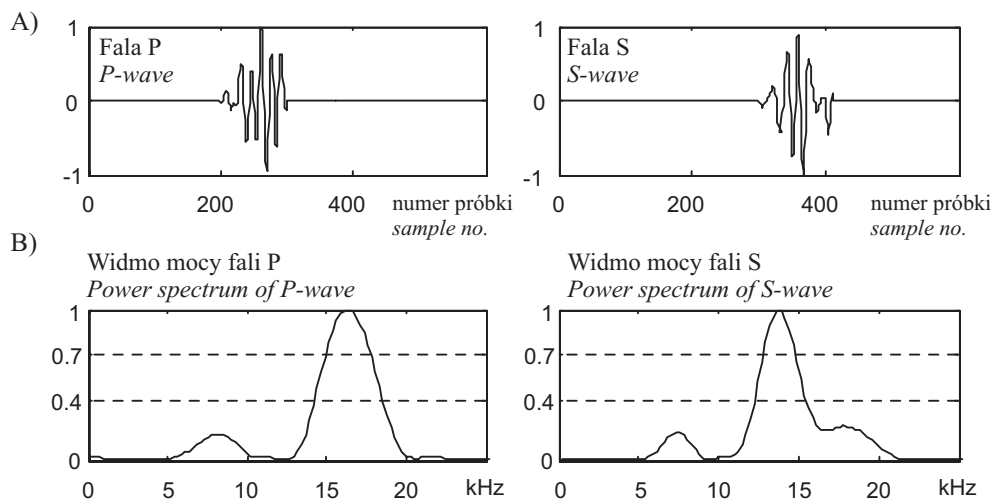 A)
Fala P
P-wave
1
0
-1
0
200
400
numer próbki
sample no.
Fala S
S-wave
1
0
-1
0
200
400
numer próbki
sample no.
B)
Widmo mocy fali P
Power spectrum of P-wave
1
0.7
0.4
0
0
5
10
15
20
kHz
Widmo mocy fali S
Power spectrum of S-wave
1
0.7
0.4
0
0
5
10
15
20
kHz